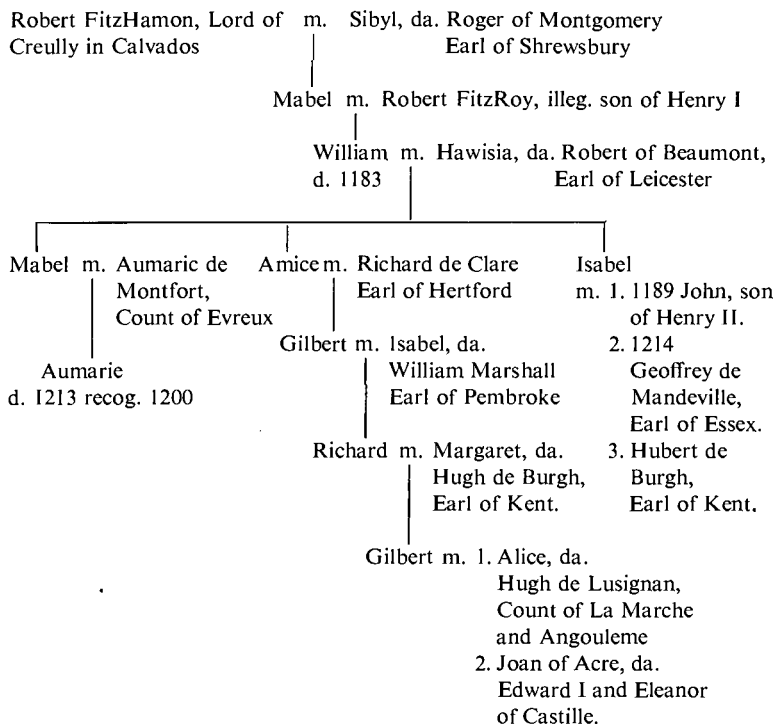 Robert FitzHamon, Lord of m. Sibyl, da. Roger of Montgomery
Creully in Calvados Earl of Shrewsbury
Mabel m. Robert FitzRoy, illeg. son of Henry I
William m. Hawisia, da. Robert of Beaumont,
d. 1183 Earl of Leicester
Mabel m. Aumaric de
Montfort,
Count of Evreux
Aumarie
d. 1213 recog. 1200
Amice m. Richard de Clare
Earl of Hertford
Gilbert m. Isabel, da.
William Marshall
Earl of Pembroke
Richard m. Margaret, da.
Hugh de Burgh,
Earl of Kent.
Gilbert m. 1. Alice, da.
Hugh de Lusignan,
Count of La Marche
and Angouleme
2. Joan of Acre, da.
Edward I and Eleanor
of Castille.
Isabel
m. 1. 1189 John, son
of Henry II.
2. 1214
Geoffrey de
Mandeville,
Earl of Essex.
3. Hubert de
Burgh,
Earl of Kent.